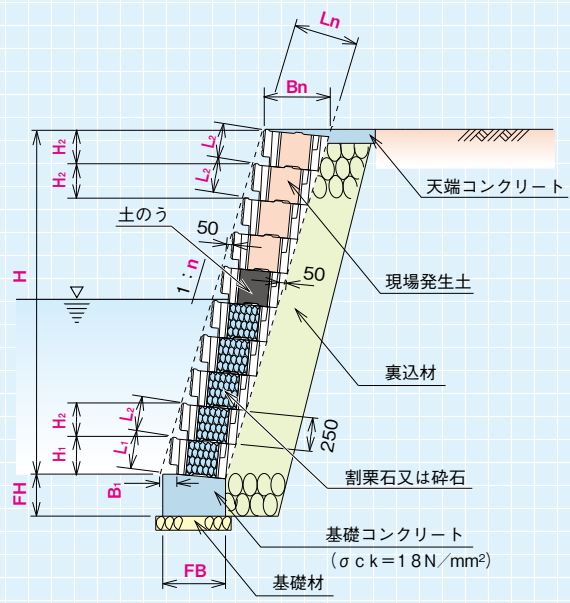 Ln
Bn
H2
L2
H2
L2
天端コンクリート
土のう
50
H
1：n
50
現場発生土
裏込材
H2
L2
250
H1
L1
割栗石又は砕石
FH
B1
基礎コンクリート
（σck＝18N／mm²）
FB
基礎材